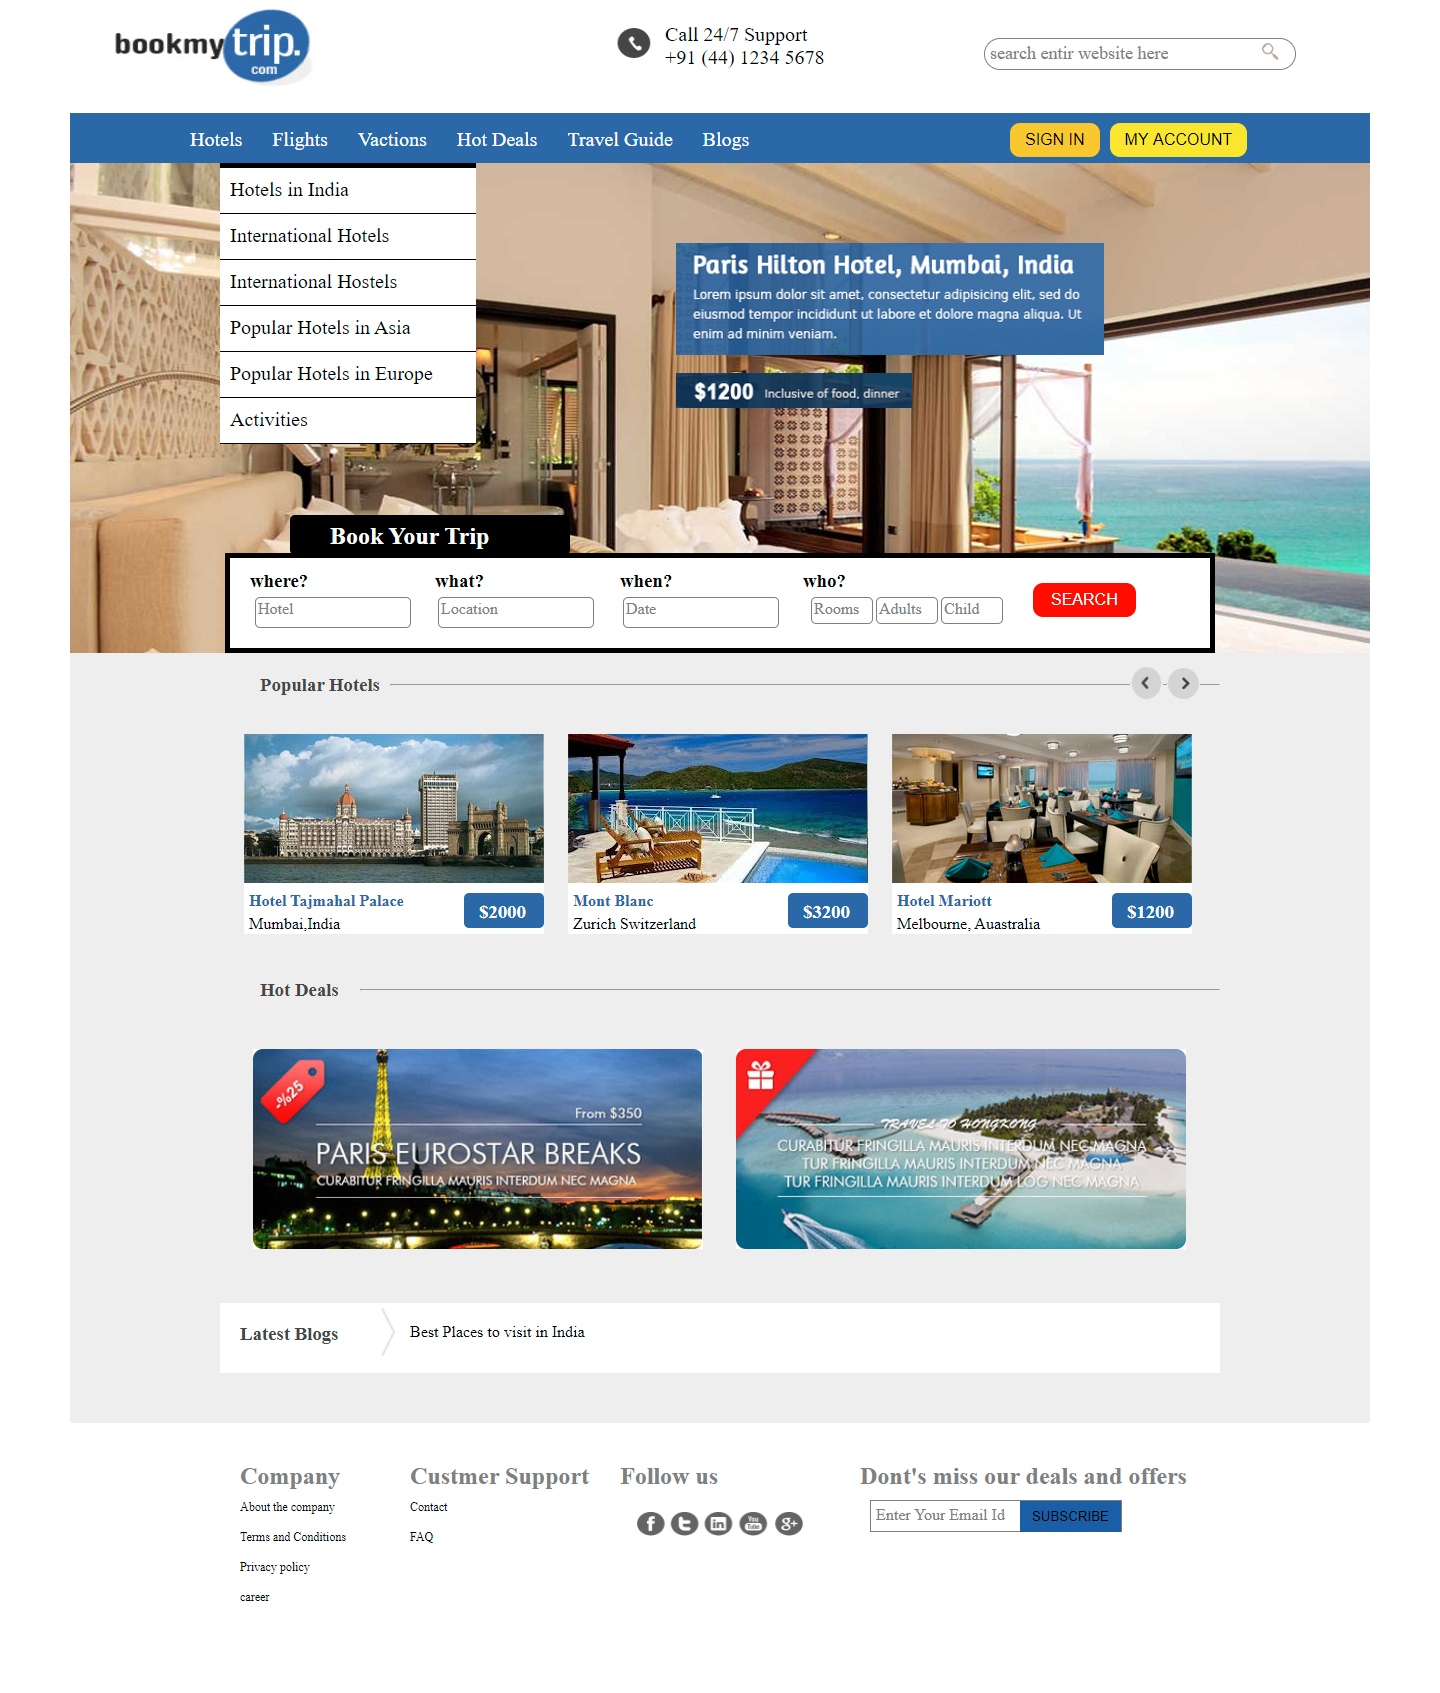 bookmytrip.
com
Call 24/7 Support
+91 (44) 1234 5678
search entir website here
Hotels Flights Vactions Hot Deals Travel Guide Blogs SIGN IN MY ACCOUNT
Hotels in India
International Hotels
International Hostels
Popular Hotels in Asia
Popular Hotels in Europe
Activities
Paris Hilton Hotel, Mumbai, India
Lorem ipsum dolor sit amet, consectetur adipisicing elit, sed do
eiusmod tempor incididunt ut labore et dolore magna aliqua. Ut
enim ad minim veniam.
$1200 Inclusive of food, dinner
Book Your Trip
where? what? when? who?
Hotel Location Date Rooms Adults Child SEARCH
Popular Hotels
Hotel Tajmahal Palace
Mumbai,India
$2000
Mont Blanc
Zurich Switzerland
$3200
Hotel Mariott
Melbourne, Auastralia
$1200
Hot Deals
-%25
From $350
PARIS EUROSTAR BREAKS
CURABITUR FRINGILLA MAURIS INTERDUM NEC MAGNA
TRAVEL TO HONGKONG
CURABITUR FRINGILLA MAURIS INTERDUM NEC MAGNA
TUR FRINGILLA MAURIS INTERDUM NEC MAGNA
TUR FRINGILLA MAURIS INTERDUM LOG NEC MAGNA
Latest Blogs
Best Places to visit in India
Company
About the company
Terms and Conditions
Privacy policy
career
Custmer Support
Contact
FAQ
Follow us
f t in You Tube g+
Dont's miss our deals and offers
Enter Your Email Id SUBSCRIBE